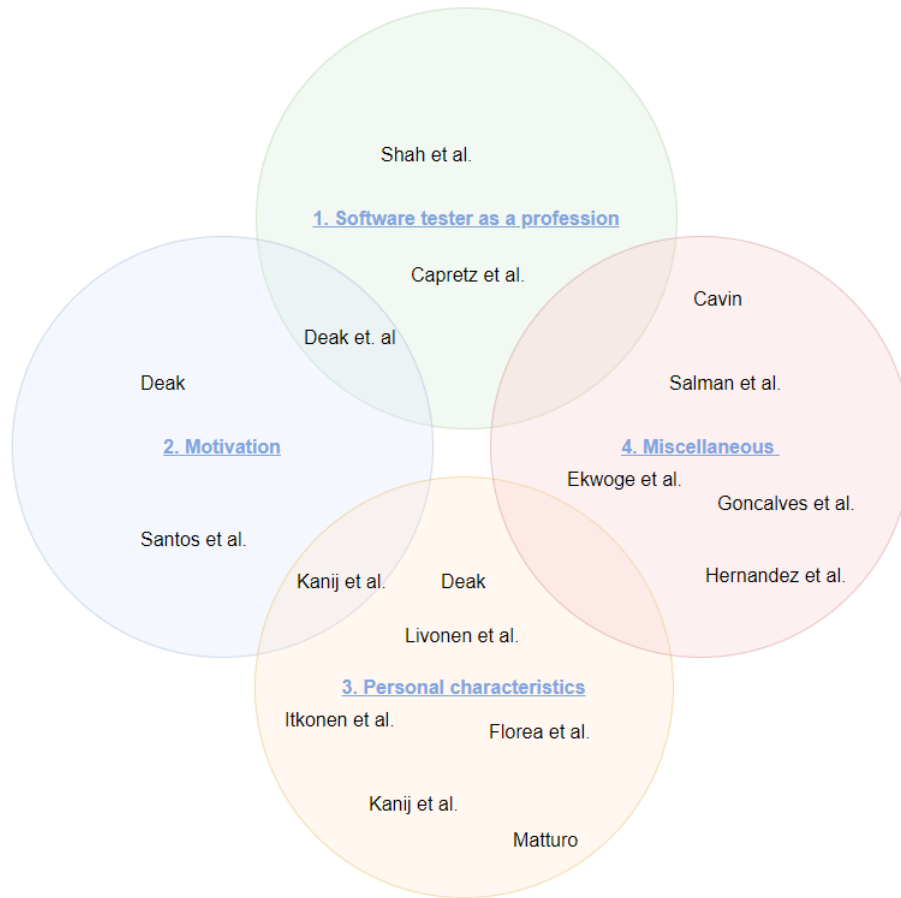 Shah et al.
1. Software tester as a profession
Capretz et al.
Deak et. al
Deak
2. Motivation
Santos et al.
Cavin
Salman et al.
4. Miscellaneous
Ekwoge et al.
Goncalves et al.
Hernandez et al.
Kanij et al.
Deak
Livonen et al.
3. Personal characteristics
Itkonen et al.
Florea et al.
Kanij et al.
Matturo